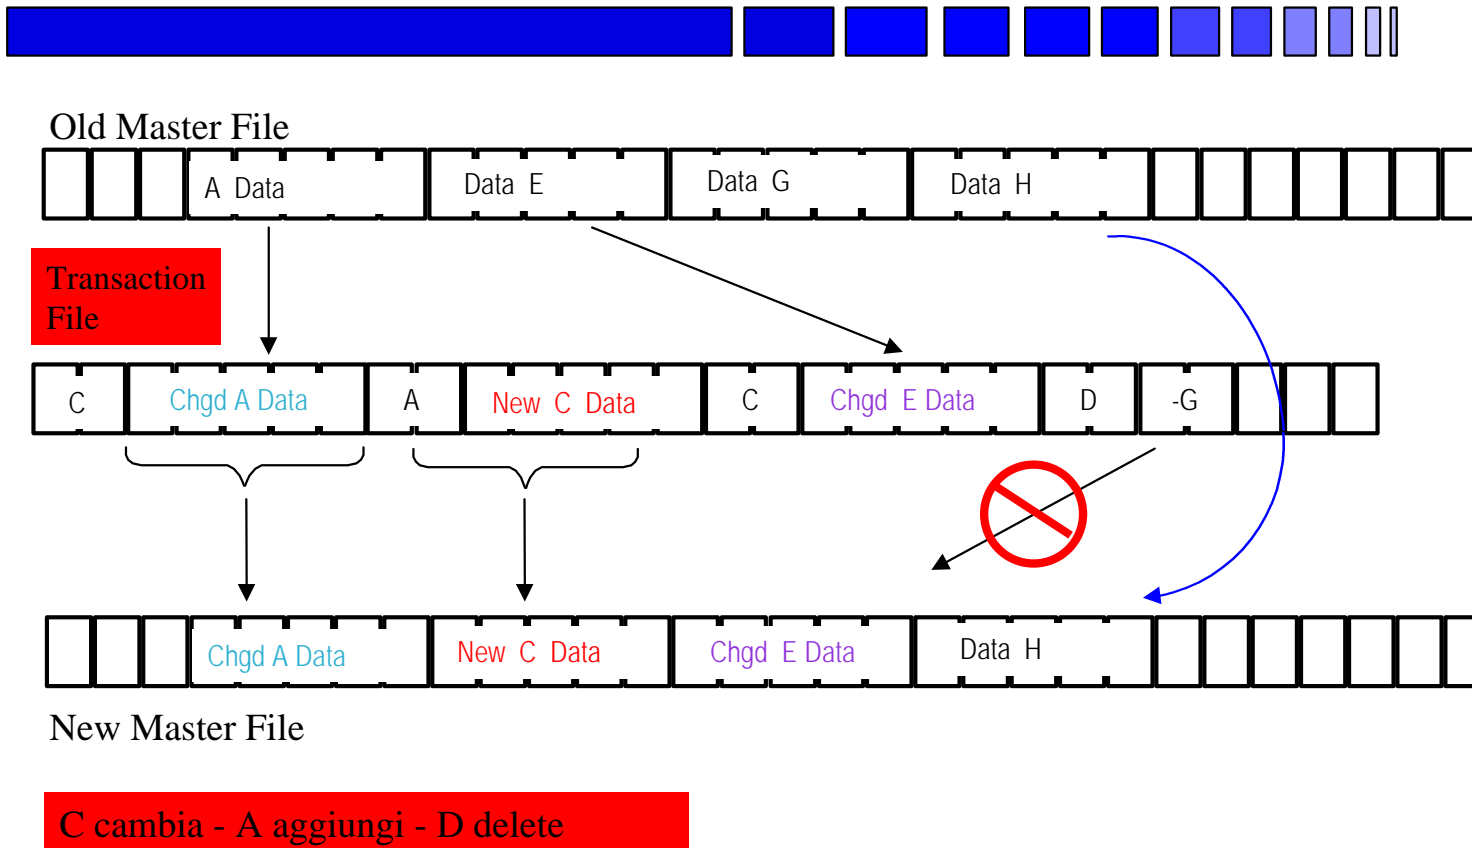 Old Master File
A Data Data E Data G Data H
Transaction
File
C Chgd A Data A New C Data C Chgd E Data D -G
Chgd A Data New C Data Chgd E Data Data H
New Master File
C cambia - A aggiungi - D delete